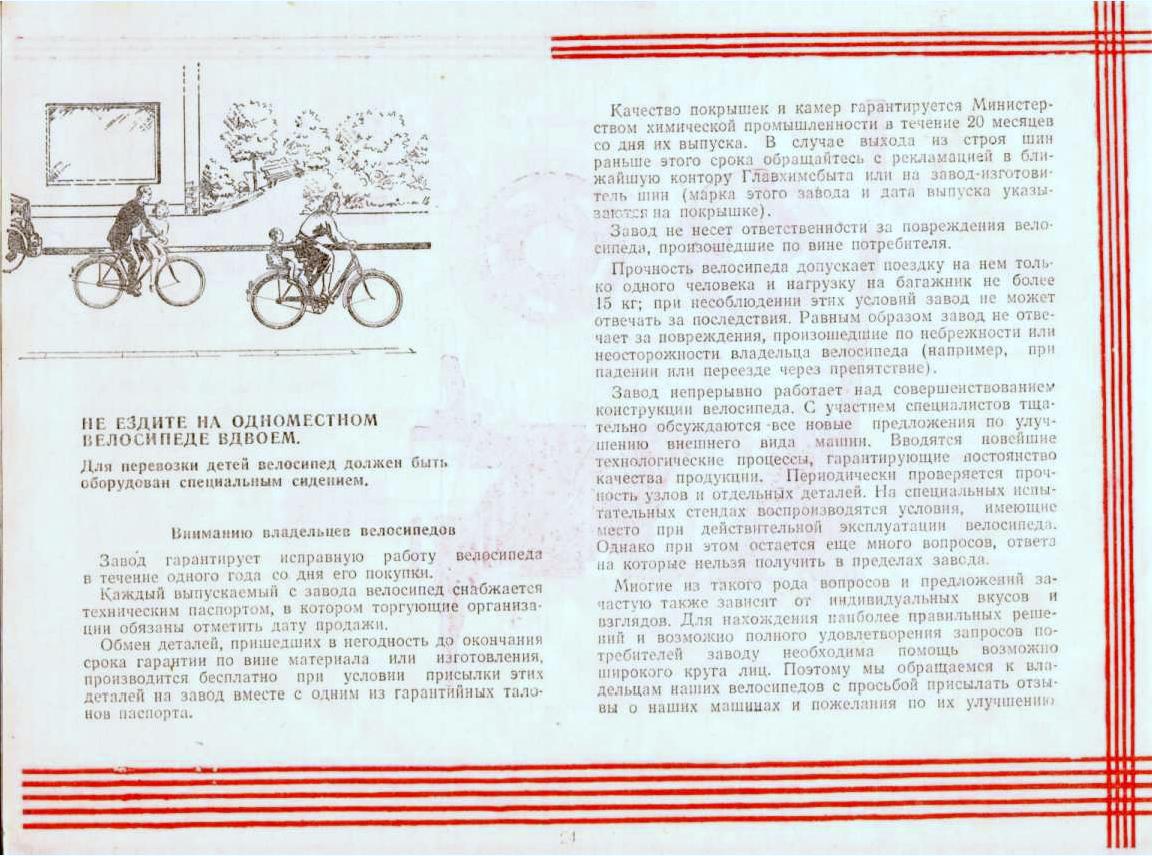 НЕ ЕЗДИТЕ НА ОДНОМЕСТНОМ
ВЕЛОСИПЕДЕ ВДВОЕМ.
Для перевозки детей велосипед должен быть
оборудован специальным сидением.
Вниманию владельцев велосипедов
Завод гарантирует исправную работу велосипеда
в течение одного года со дня его покупки.
Каждый выпускаемый с завода велосипед снабжается
техническим паспортом, в котором торгующие организа-
ции обязаны отметить дату продажи.
Обмен деталей, пришедших в негодность до окончания
срока гарантии по вине материала или изготовления,
производится бесплатно при условии присылки этих
деталей на завод вместе с одним из гарантийных тало-
нов паспорта.
Качество покрышек и камер гарантируется Министер-
ством химической промышленности в течение 20 месяцев
со дня их выпуска. В случае выхода из строя шин
раньше этого срока обращайтесь с рекламацией в бли-
жайшую контору Главхимсбыта или на завод-изготови-
тель шин (марка этого завода и дата выпуска указы-
ваются на покрышке).
Завод не несет ответственности за повреждения вело-
сипеда, произошедшие по вине потребителя.
Прочность велосипеда допускает поездку на нем толь-
ко одного человека и нагрузку на багажник не более
15 кг; при несоблюдении этих условий завод не может
отвечать за последствия. Равным образом завод не отве-
чает за повреждения, произошедшие по небрежности или
неосторожности владельца велосипеда (например, при
падении или переезде через препятствие).
Завод непрерывно работает над совершенствованием
конструкции велосипеда. С участием специалистов тща-
тельно обсуждаются все новые предложения по улуч-
шению внешнего вида машин. Вводятся новейшие
технологические процессы, гарантирующие постоянство
качества продукции. Периодически проверяется проч-
ность узлов и отдельных деталей. На специальных испы-
тательных стендах воспроизводятся условия, имеющие
место при действительной эксплуатации велосипеда.
Однако при этом остается еще много вопросов, ответа
на которые нельзя получить в пределах завода.
Многие из такого рода вопросов и предложений за-
частую также зависят от индивидуальных вкусов и
взглядов. Для нахождения наиболее правильных реше-
ний и возможно полного удовлетворения запросов по-
требителей заводу необходима помощь возможно
широкого круга лиц. Поэтому мы обращаемся к вла-
дельцам наших велосипедов с просьбой присылать отзы-
вы о наших машинах и пожелания по их улучшению